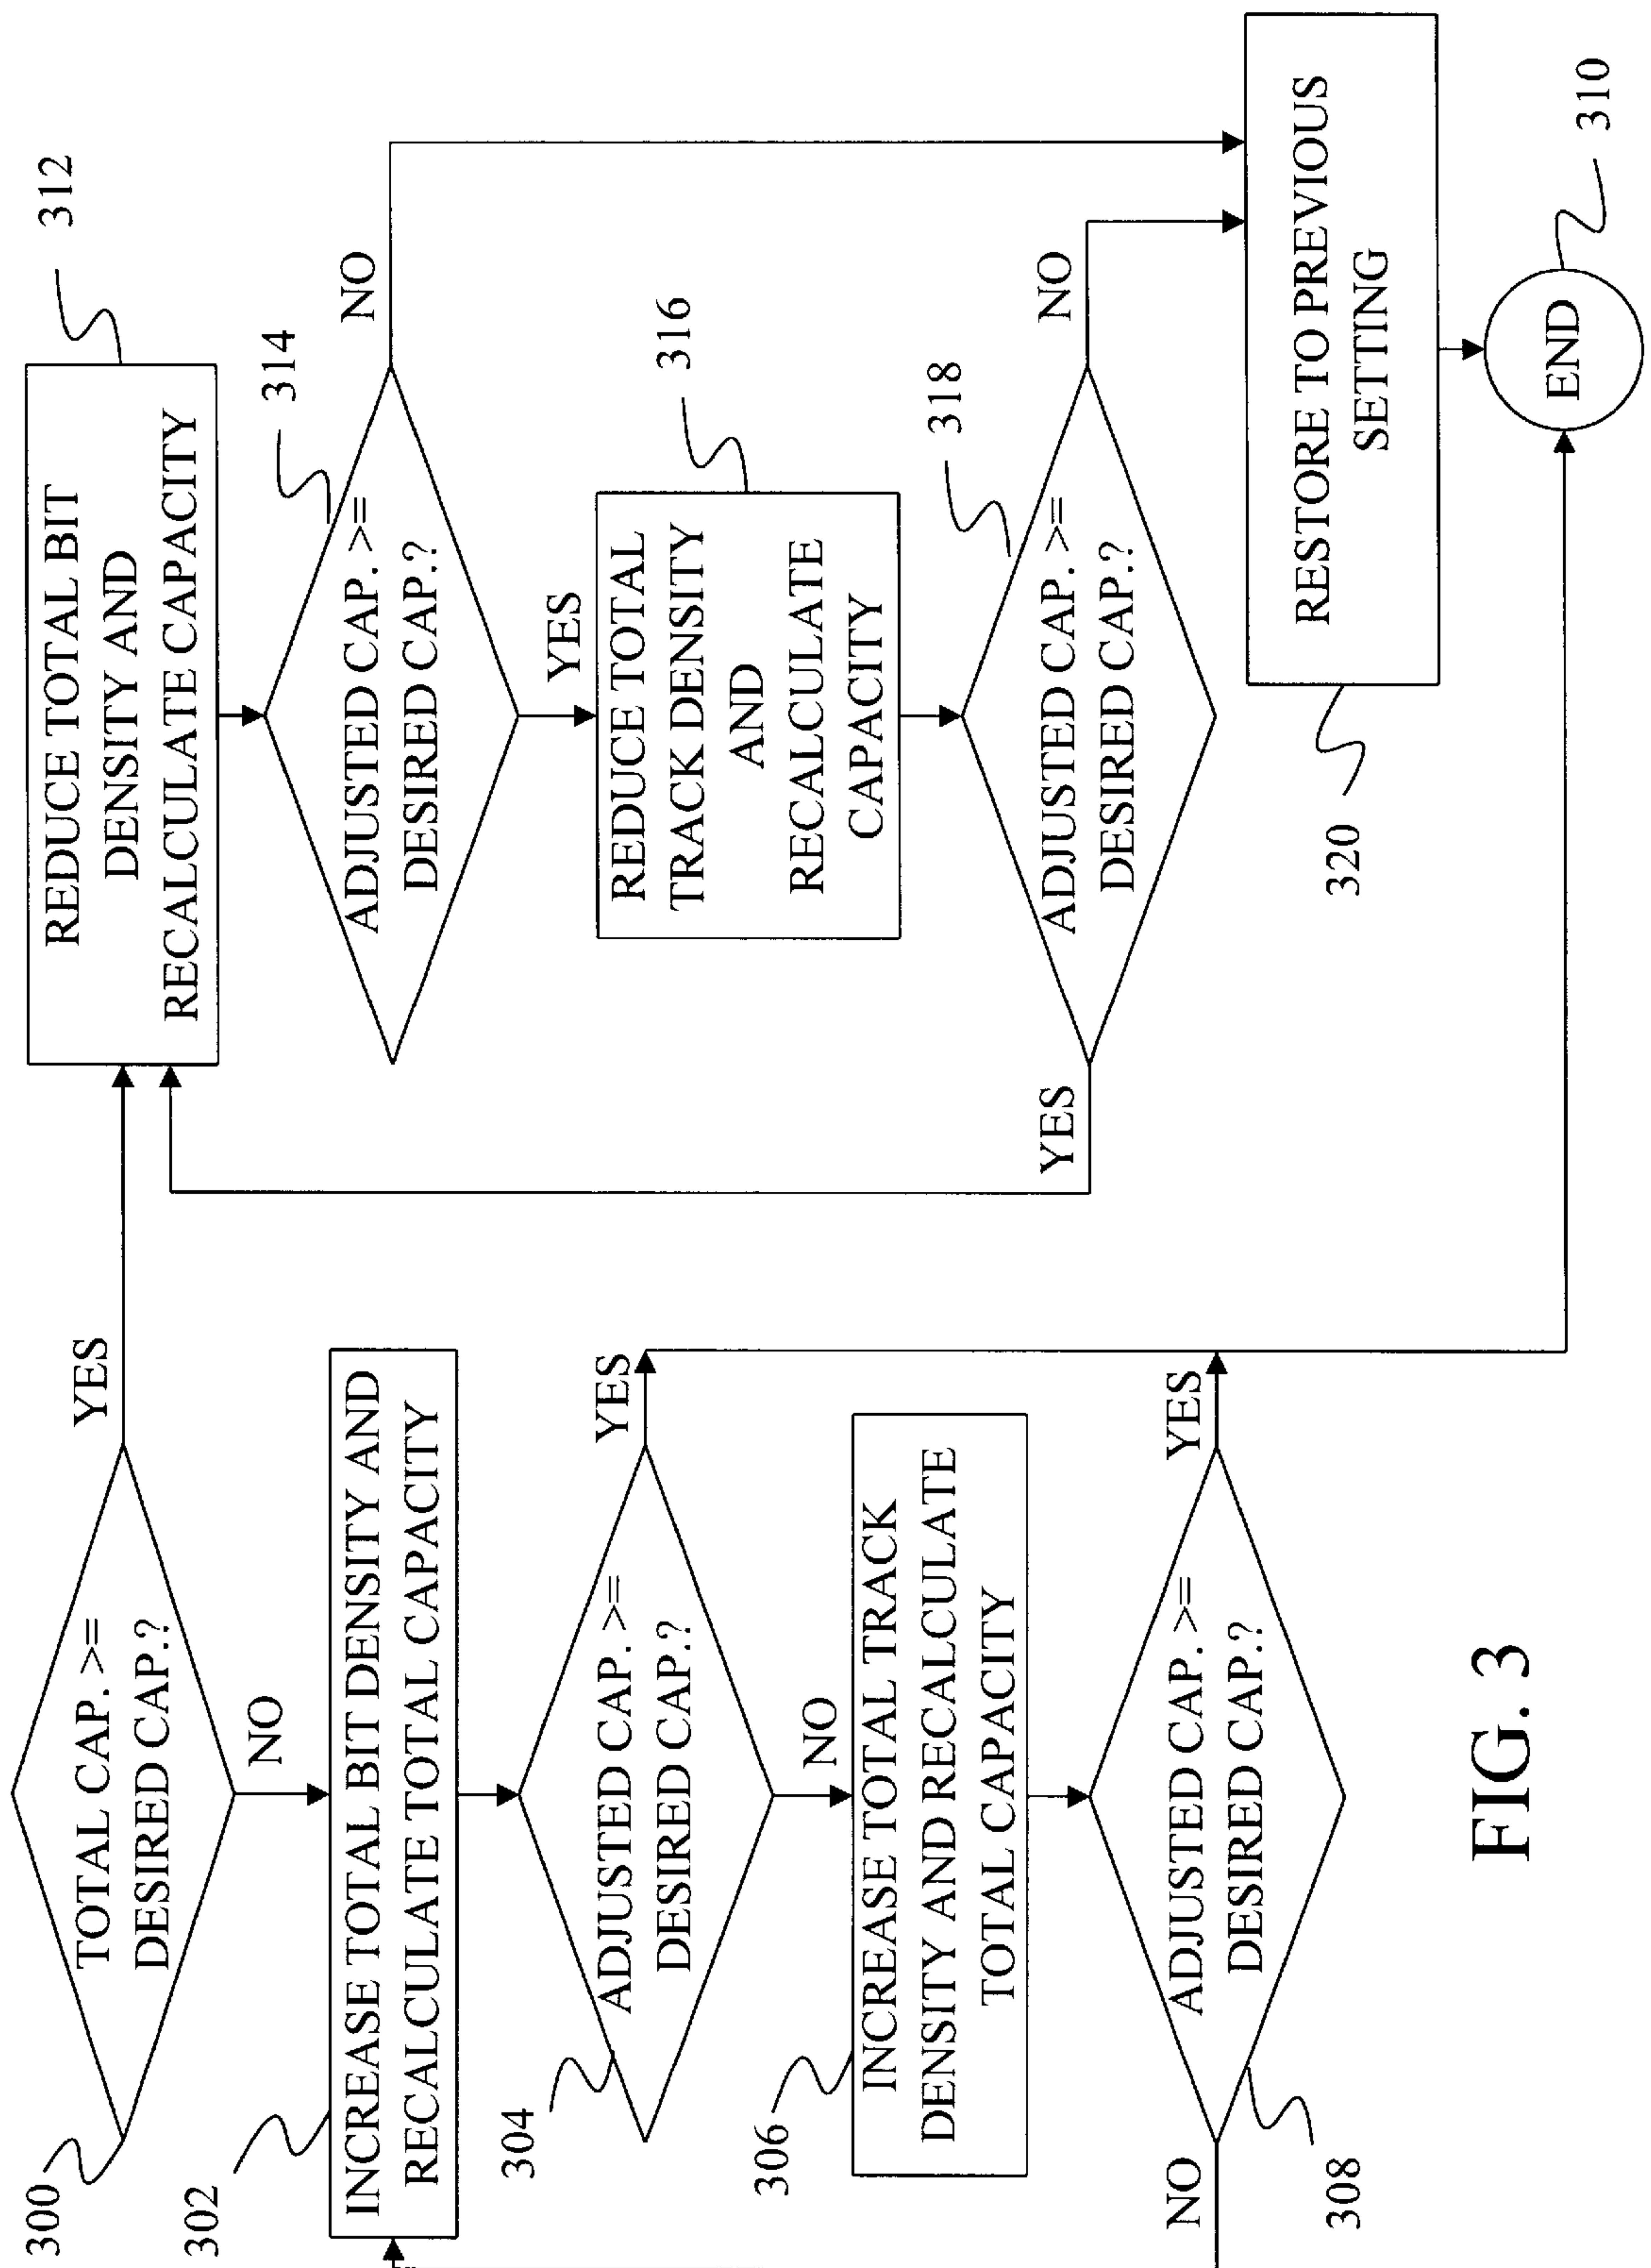 300
TOTAL CAP. >=
DESIRED CAP.?
YES
NO
302
INCREASE TOTAL BIT DENSITY AND
RECALCULATE TOTAL CAPACITY
304
ADJUSTED CAP. >=
DESIRED CAP.?
YES
NO
306
INCREASE TOTAL TRACK
DENSITY AND RECALCULATE
TOTAL CAPACITY
ADJUSTED CAP. >=
DESIRED CAP.?
YES
NO
308
312
REDUCE TOTAL BIT
DENSITY AND
RECALCULATE CAPACITY
314
ADJUSTED CAP. >=
DESIRED CAP.?
NO
YES
316
REDUCE TOTAL
TRACK DENSITY
AND
RECALCULATE
CAPACITY
318
ADJUSTED CAP. >=
DESIRED CAP.?
YES
NO
RESTORE TO PREVIOUS
SETTING
320
END
310
FIG. 3